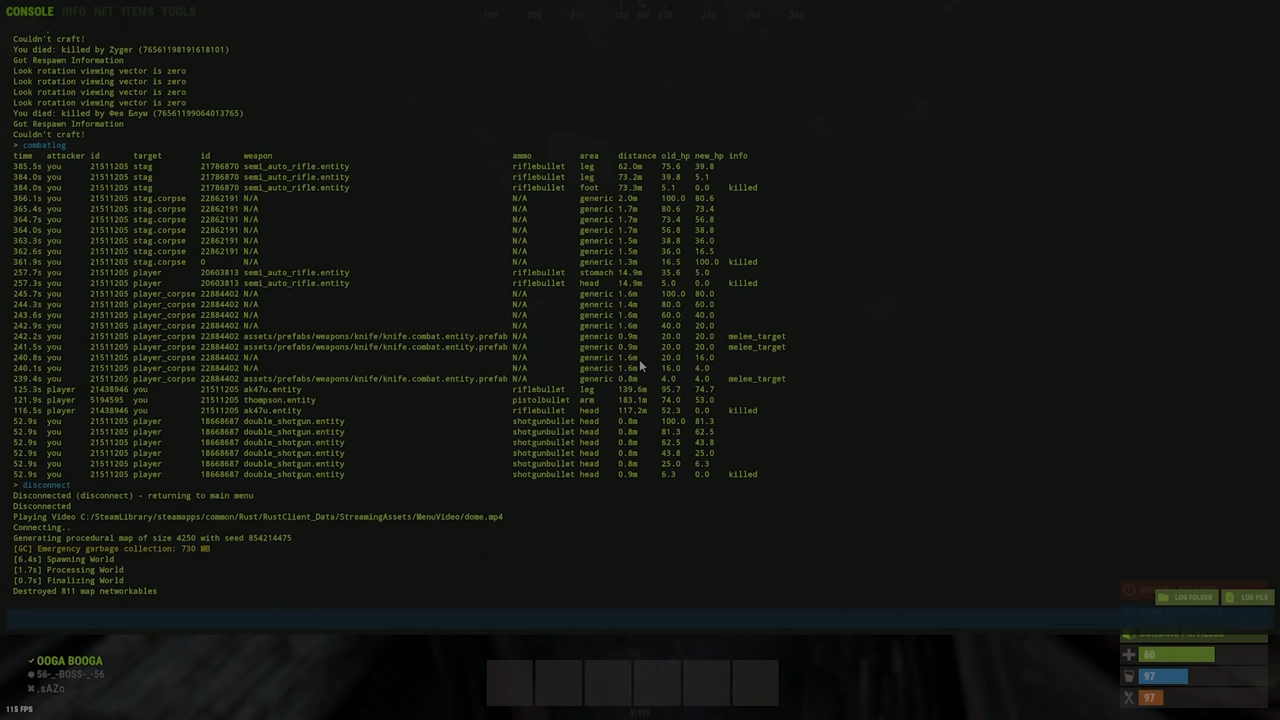 CONSOLE INFO NET ITEMS TOOLS
190 200 210 220 SW 230 240 250 260
Couldn't craft!
You died: killed by Zyger (76561198191618101)
Got Respawn Information
Look rotation viewing vector is zero
Look rotation viewing vector is zero
Look rotation viewing vector is zero
Look rotation viewing vector is zero
You died: killed by Фея Блум (76561199064013765)
Got Respawn Information
Couldn't craft!
> combatlog
time attacker id target id weapon ammo area distance old_hp new_hp info
385.5s you 21511205 stag 21786870 semi_auto_rifle.entity riflebullet leg 62.0m 75.6 39.8
384.0s you 21511205 stag 21786870 semi_auto_rifle.entity riflebullet leg 73.2m 39.8 5.1
384.0s you 21511205 stag 21786870 semi_auto_rifle.entity riflebullet foot 73.3m 5.1 0.0 killed
366.1s you 21511205 stag.corpse 22862191 N/A N/A generic 2.0m 100.0 80.6
365.4s you 21511205 stag.corpse 22862191 N/A N/A generic 1.7m 80.6 73.4
364.7s you 21511205 stag.corpse 22862191 N/A N/A generic 1.7m 73.4 56.8
364.0s you 21511205 stag.corpse 22862191 N/A N/A generic 1.7m 56.8 38.8
363.3s you 21511205 stag.corpse 22862191 N/A N/A generic 1.5m 38.8 36.0
362.6s you 21511205 stag.corpse 22862191 N/A N/A generic 1.5m 36.0 16.5
361.9s you 21511205 stag.corpse 0 N/A N/A generic 1.3m 16.5 100.0 killed
257.7s you 21511205 player 20603813 semi_auto_rifle.entity riflebullet stomach 14.9m 35.6 5.0
257.3s you 21511205 player 20603813 semi_auto_rifle.entity riflebullet head 14.9m 5.0 0.0 killed
245.7s you 21511205 player_corpse 22884402 N/A N/A generic 1.6m 100.0 80.0
244.3s you 21511205 player_corpse 22884402 N/A N/A generic 1.4m 80.0 60.0
243.6s you 21511205 player_corpse 22884402 N/A N/A generic 1.6m 60.0 40.0
242.9s you 21511205 player_corpse 22884402 N/A N/A generic 1.6m 40.0 20.0
242.2s you 21511205 player_corpse 22884402 assets/prefabs/weapons/knife/knife.combat.entity.prefab N/A generic 0.9m 20.0 20.0 melee_target
241.5s you 21511205 player_corpse 22884402 assets/prefabs/weapons/knife/knife.combat.entity.prefab N/A generic 0.9m 20.0 20.0 melee_target
240.8s you 21511205 player_corpse 22884402 N/A N/A generic 1.6m 20.0 16.0
240.1s you 21511205 player_corpse 22884402 N/A N/A generic 1.6m 16.0 4.0
239.4s you 21511205 player_corpse 22884402 assets/prefabs/weapons/knife/knife.combat.entity.prefab N/A generic 0.8m 4.0 4.0 melee_target
125.3s player 21438946 you 21511205 ak47u.entity riflebullet leg 139.6m 95.7 74.7
121.9s player 5194595 you 21511205 thompson.entity pistolbullet arm 183.1m 74.0 53.0
116.5s player 21438946 you 21511205 ak47u.entity riflebullet head 117.2m 52.3 0.0 killed
52.9s you 21511205 player 18668687 double_shotgun.entity shotgunbullet head 0.8m 100.0 81.3
52.9s you 21511205 player 18668687 double_shotgun.entity shotgunbullet head 0.8m 81.3 62.5
52.9s you 21511205 player 18668687 double_shotgun.entity shotgunbullet head 0.8m 62.5 43.8
52.9s you 21511205 player 18668687 double_shotgun.entity shotgunbullet head 0.8m 43.8 25.0
52.9s you 21511205 player 18668687 double_shotgun.entity shotgunbullet head 0.8m 25.0 6.3
52.9s you 21511205 player 18668687 double_shotgun.entity shotgunbullet head 0.9m 6.3 0.0 killed
> disconnect
Disconnected (disconnect) - returning to main menu
Disconnected
Playing Video C:/SteamLibrary/steamapps/common/Rust/RustClient_Data/StreamingAssets/MenuVideo/dome.mp4
Connecting..
Generating procedural map of size 4250 with seed 854214475
[GC] Emergency garbage collection: 730 MB
[6.4s] Spawning World
[1.7s] Processing World
[0.7s] Finalizing World
Destroyed 811 map networkables
LOG FOLDER LOG FILE
BUILDING PRIVILEGE
OOGA BOOGA
56-_-BOSS-_-56
.sAZo
60
97
97
115 FPS